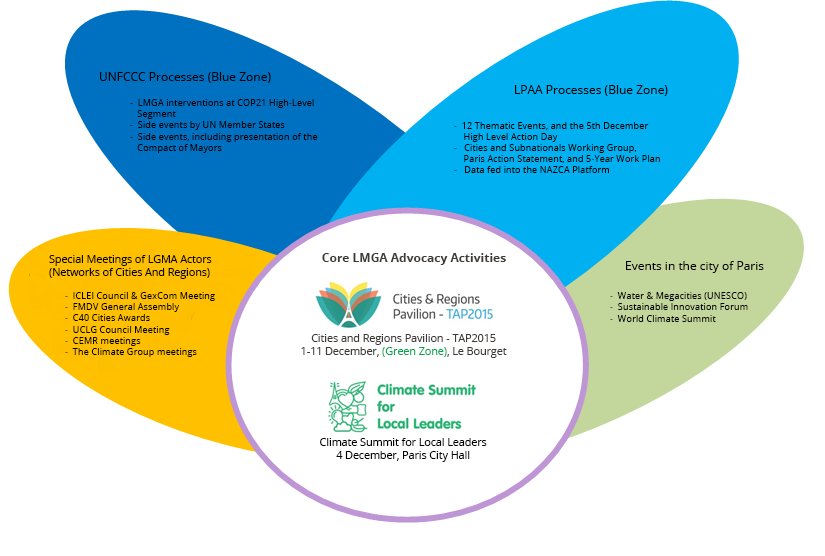 UNFCCC Processes (Blue Zone)
- LMGA interventions at COP21 High-Level
Segment
- Side events by UN Member States
- Side events, including presentation of the
Compact of Mayors
LPAA Processes (Blue Zone)
- 12 Thematic Events, and the 5th December
High Level Action Day
- Cities and Subnationals Working Group,
Paris Action Statement, and 5-Year Work Plan
- Data fed into the NAZCA Platform
Special Meetings of LGMA Actors
(Networks of Cities And Regions)
- ICLEI Council & GexCom Meeting
- FMDV General Assembly
- C40 Cities Awards
- UCLG Council Meeting
- CEMR meetings
- The Climate Group meetings
Core LMGA Advocacy Activities
Cities & Regions
Pavilion - TAP2015
Cities and Regions Pavilion - TAP2015
1-11 December, (Green Zone), Le Bourget
Climate Summit
for
Local Leaders
Climate Summit for Local Leaders
4 December, Paris City Hall
Events in the city of Paris
- Water & Megacities (UNESCO)
- Sustainable Innovation Forum
- World Climate Summit